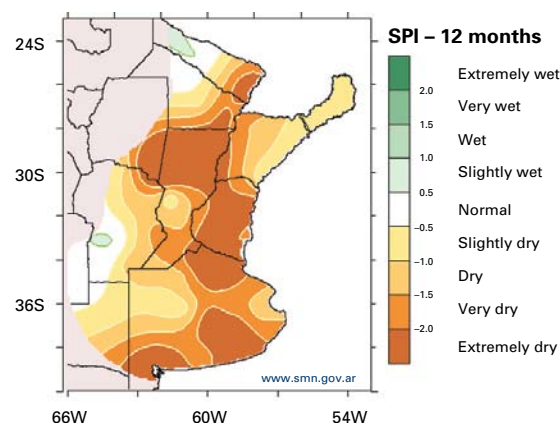 SPI – 12 months
24S
30S
36S
66W
60W
54W
Extremely wet
2.0
Very wet
1.5
Wet
1.0
Slightly wet
0.5
Normal
–0.5
Slightly dry
–1.0
Dry
–1.5
Very dry
–2.0
Extremely dry
www.smn.gov.ar